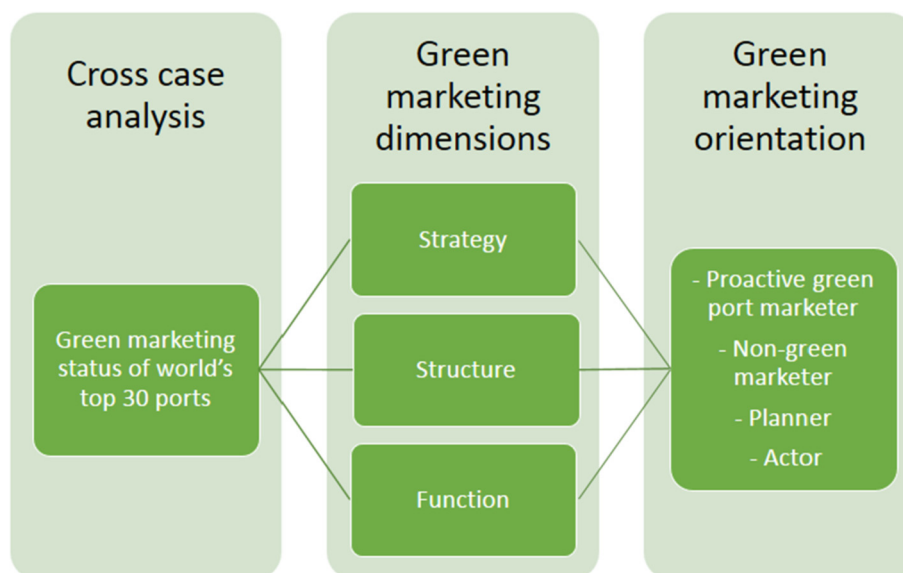 Cross case
analysis
Green marketing
status of world's
top 30 ports
Green
marketing
dimensions
Strategy
Structure
Function
Green
marketing
orientation
- Proactive green
port marketer
- Non-green
marketer
- Planner
- Actor